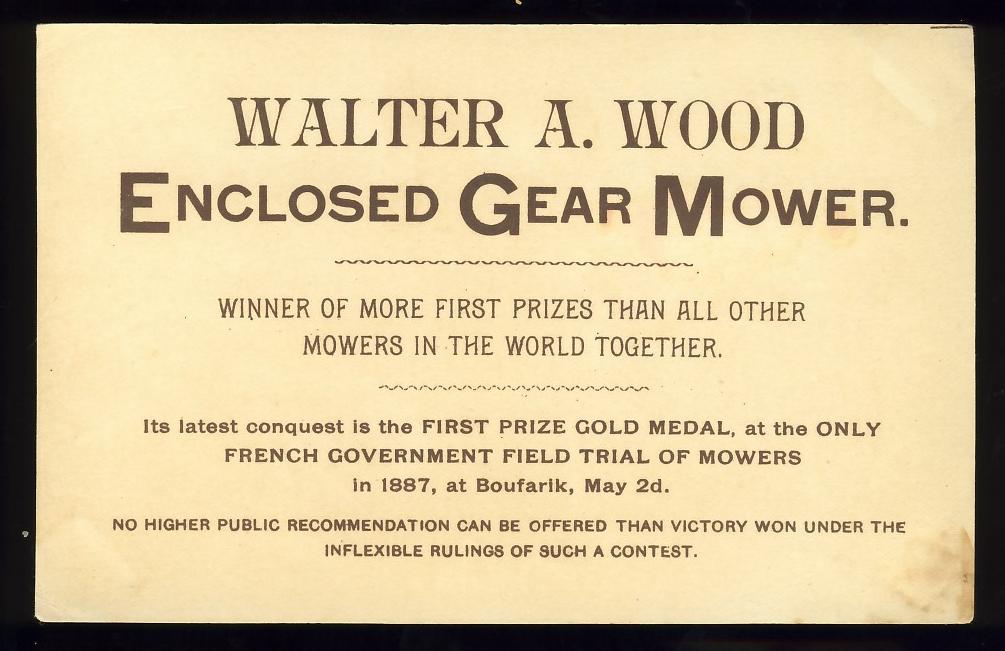 WALTER A. WOOD
ENCLOSED GEAR MOWER.
WINNER OF MORE FIRST PRIZES THAN ALL OTHER
MOWERS IN THE WORLD TOGETHER.
Its latest conquest is the FIRST PRIZE GOLD MEDAL, at the ONLY
FRENCH GOVERNMENT FIELD TRIAL OF MOWERS
in 1887, at Boufarik, May 2d.
NO HIGHER PUBLIC RECOMMENDATION CAN BE OFFERED THAN VICTORY WON UNDER THE
INFLEXIBLE RULINGS OF SUCH A CONTEST.